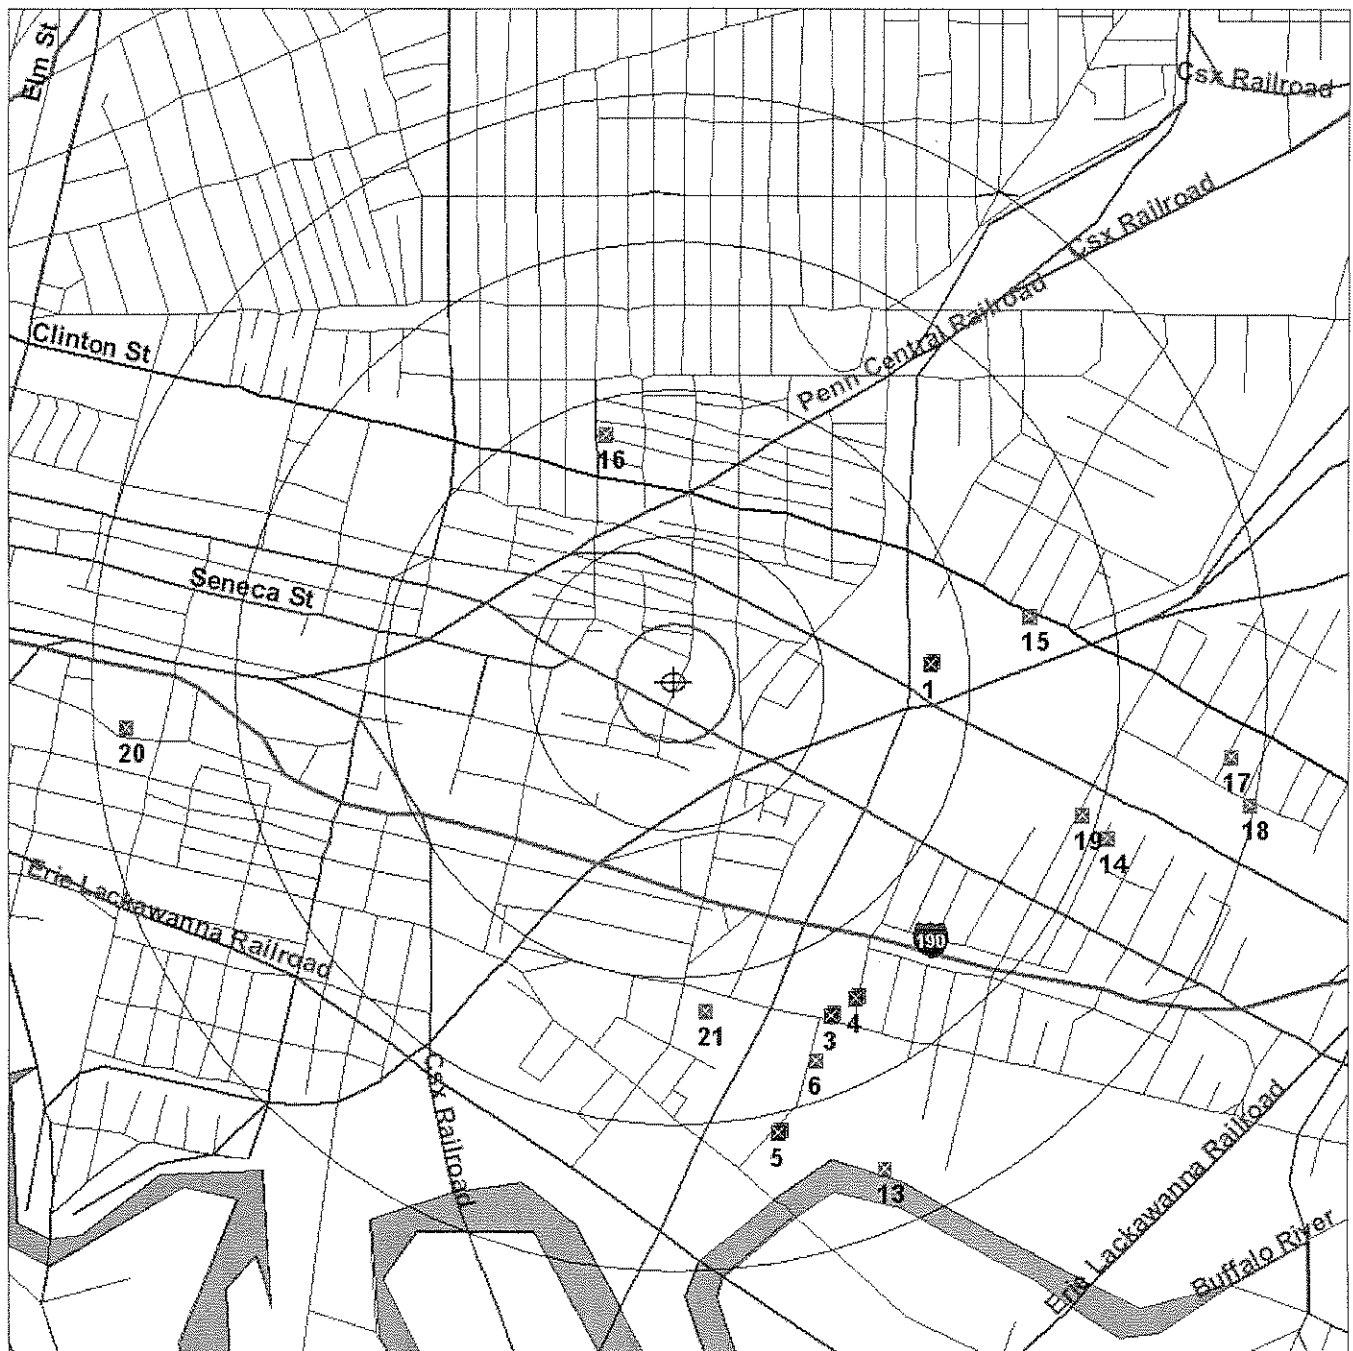 Elm St
Csx Railroad
Csx Railroad
Penn Central Railroad
Clinton St
16
Seneca St
15
1
20
17
18
19
14
Erie Lackawanna Railroad
190
21
3
4
6
Csx Railroad
5
13
Erie Lackawanna Railroad
Buffalo River